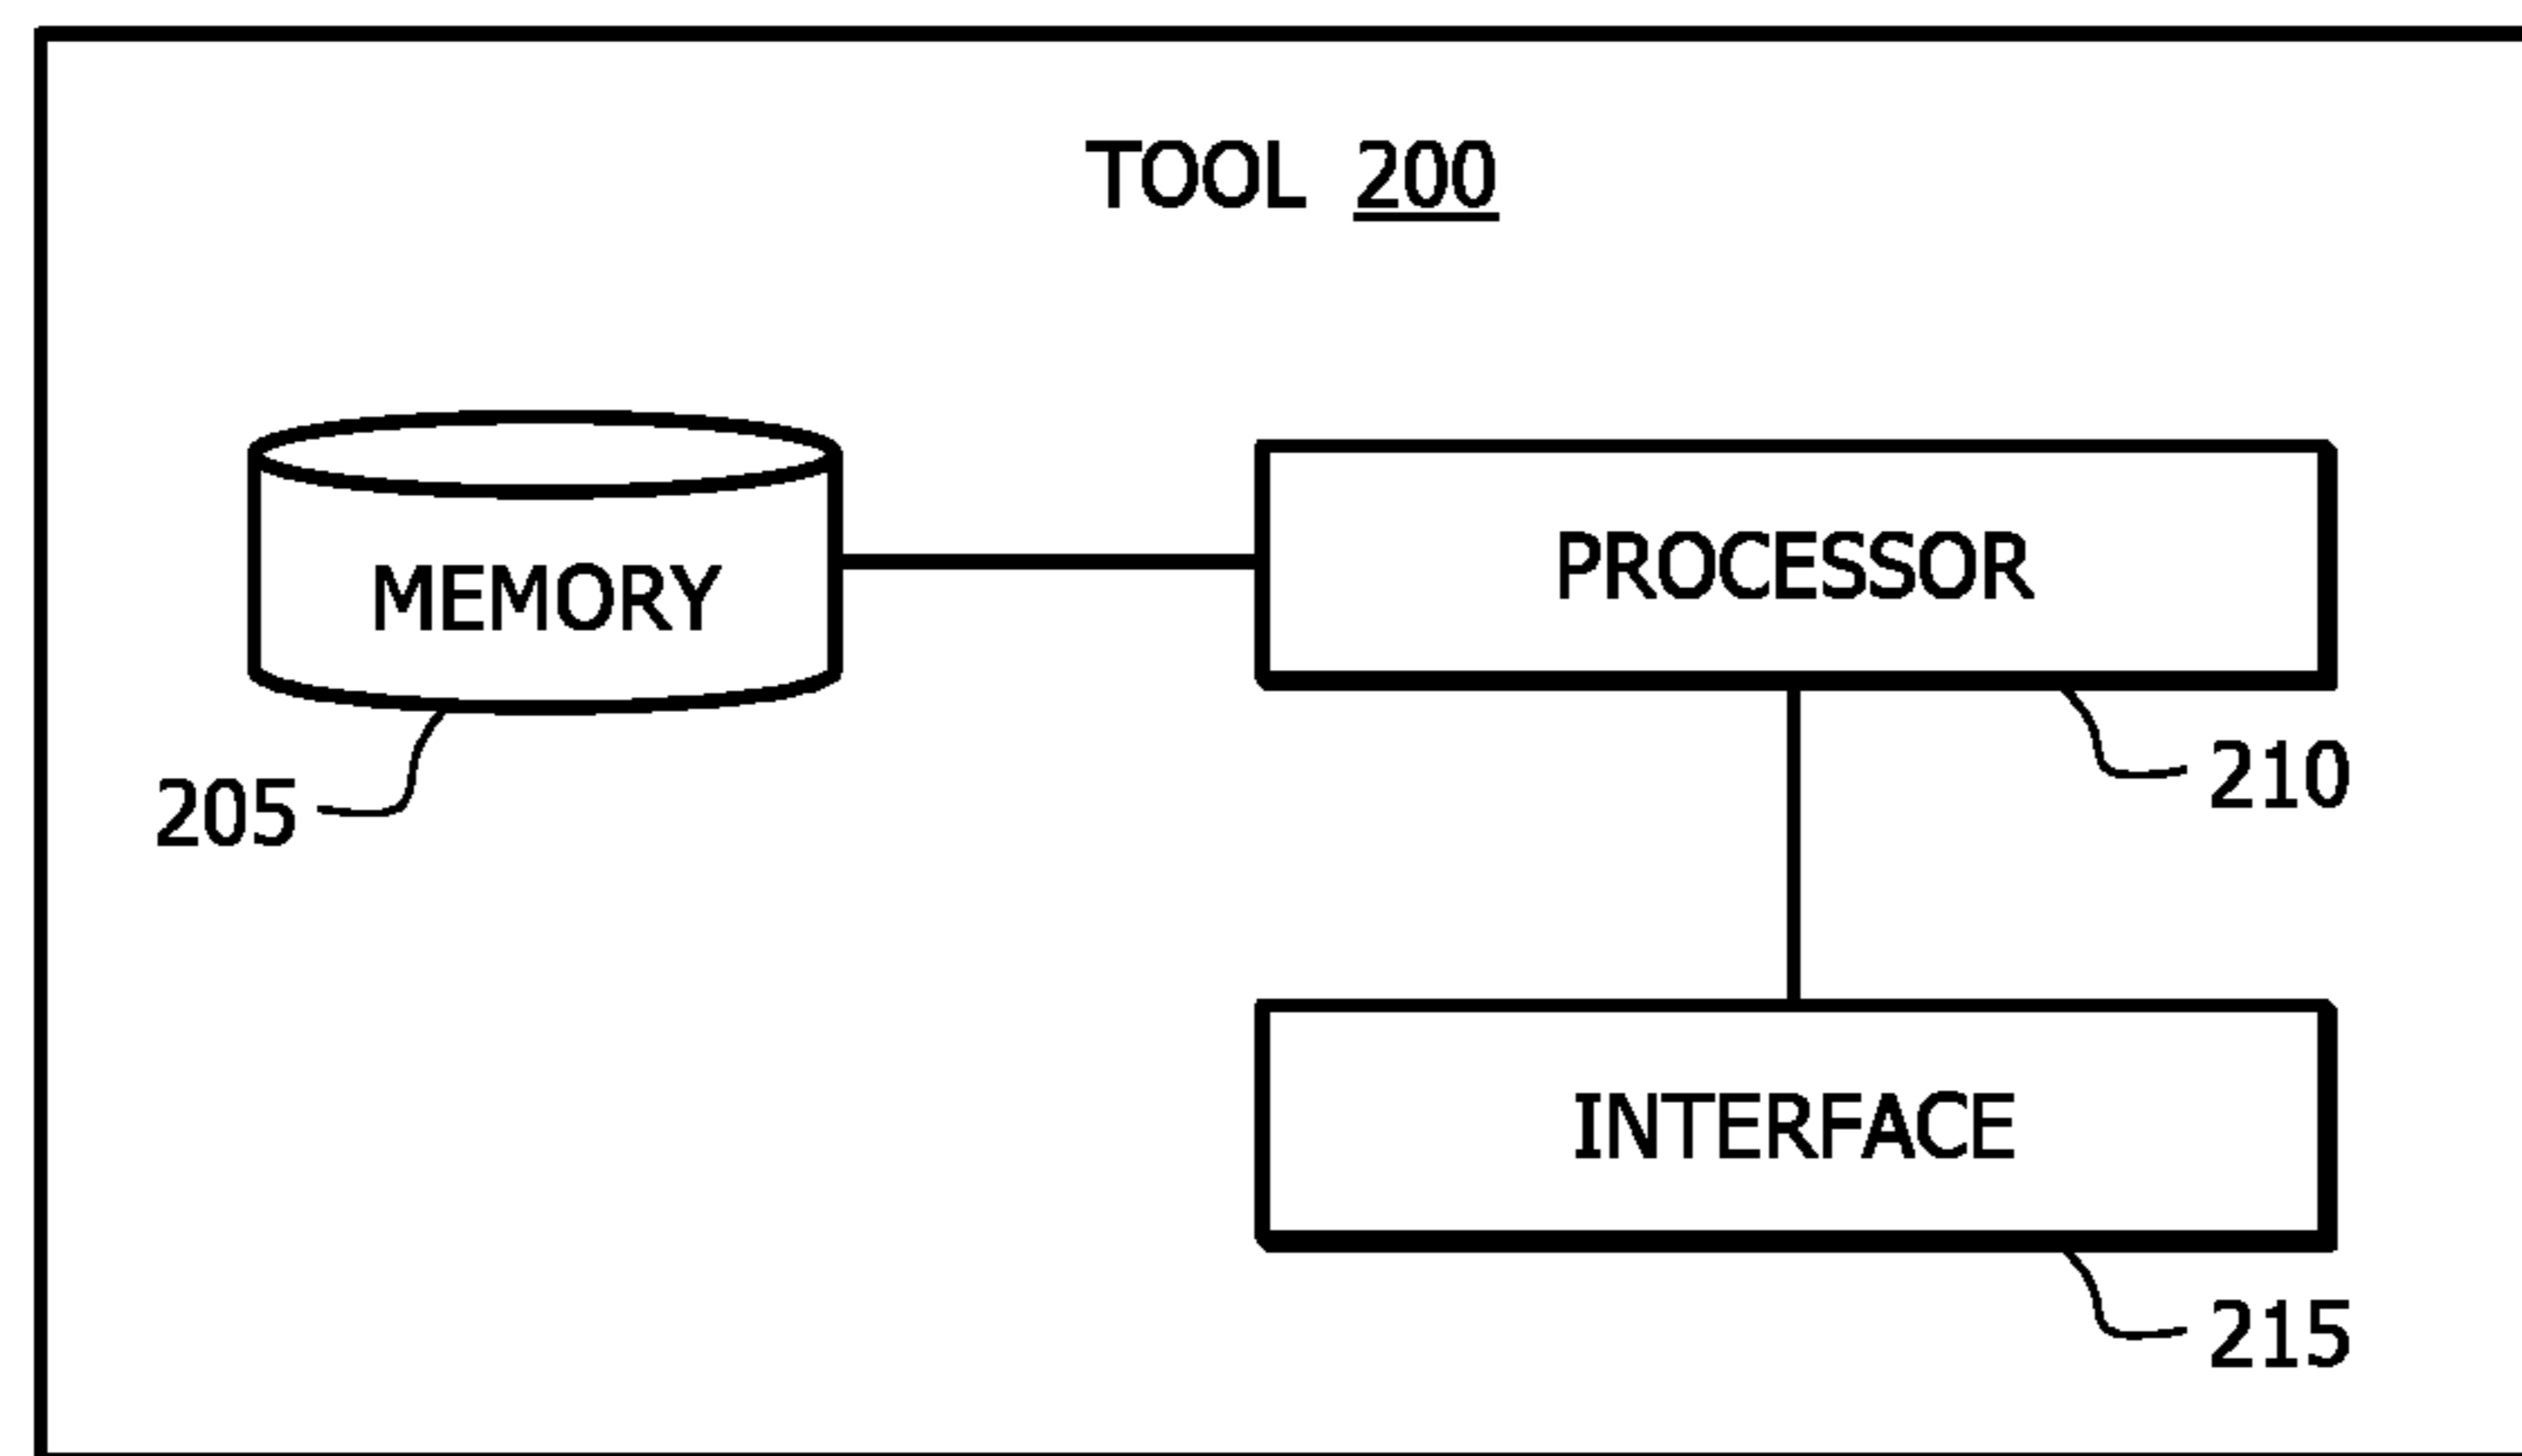 TOOL 200
MEMORY
PROCESSOR
205
210
INTERFACE
215